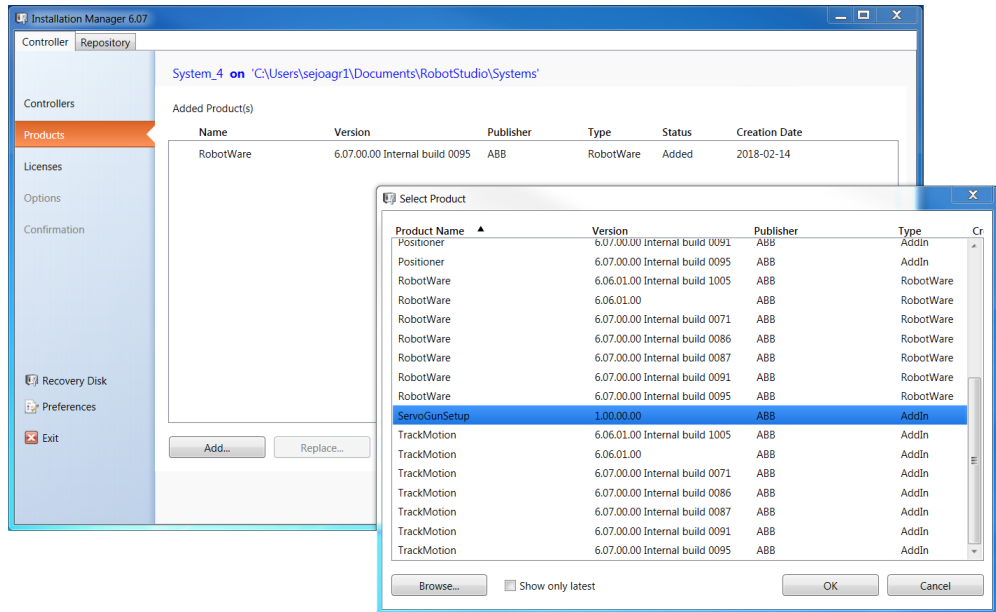 Installation Manager 6.07
Controller Repository
System_4 on 'C:\Users\sejoagr1\Documents\RobotStudio\Systems'
Controllers
Products
Licenses
Options
Confirmation
Recovery Disk
Preferences
Exit
Added Product(s)
Name Version Publisher Type Status Creation Date
RobotWare 6.07.00.00 Internal build 0095 ABB RobotWare Added 2018-02-14
Add... Replace...
Select Product
Product Name Version Publisher Type Cr
Positioner 6.07.00.00 Internal build 0091 ABB AddIn
Positioner 6.07.00.00 Internal build 0095 ABB AddIn
RobotWare 6.06.01.00 Internal build 1005 ABB RobotWare
RobotWare 6.06.01.00 ABB RobotWare
RobotWare 6.07.00.00 Internal build 0071 ABB RobotWare
RobotWare 6.07.00.00 Internal build 0086 ABB RobotWare
RobotWare 6.07.00.00 Internal build 0087 ABB RobotWare
RobotWare 6.07.00.00 Internal build 0091 ABB RobotWare
RobotWare 6.07.00.00 Internal build 0095 ABB RobotWare
ServoGunSetup 1.00.00.00 ABB AddIn
TrackMotion 6.06.01.00 Internal build 1005 ABB AddIn
TrackMotion 6.06.01.00 ABB AddIn
TrackMotion 6.07.00.00 Internal build 0071 ABB AddIn
TrackMotion 6.07.00.00 Internal build 0086 ABB AddIn
TrackMotion 6.07.00.00 Internal build 0087 ABB AddIn
TrackMotion 6.07.00.00 Internal build 0091 ABB AddIn
TrackMotion 6.07.00.00 Internal build 0095 ABB AddIn
Browse... Show only latest OK Cancel